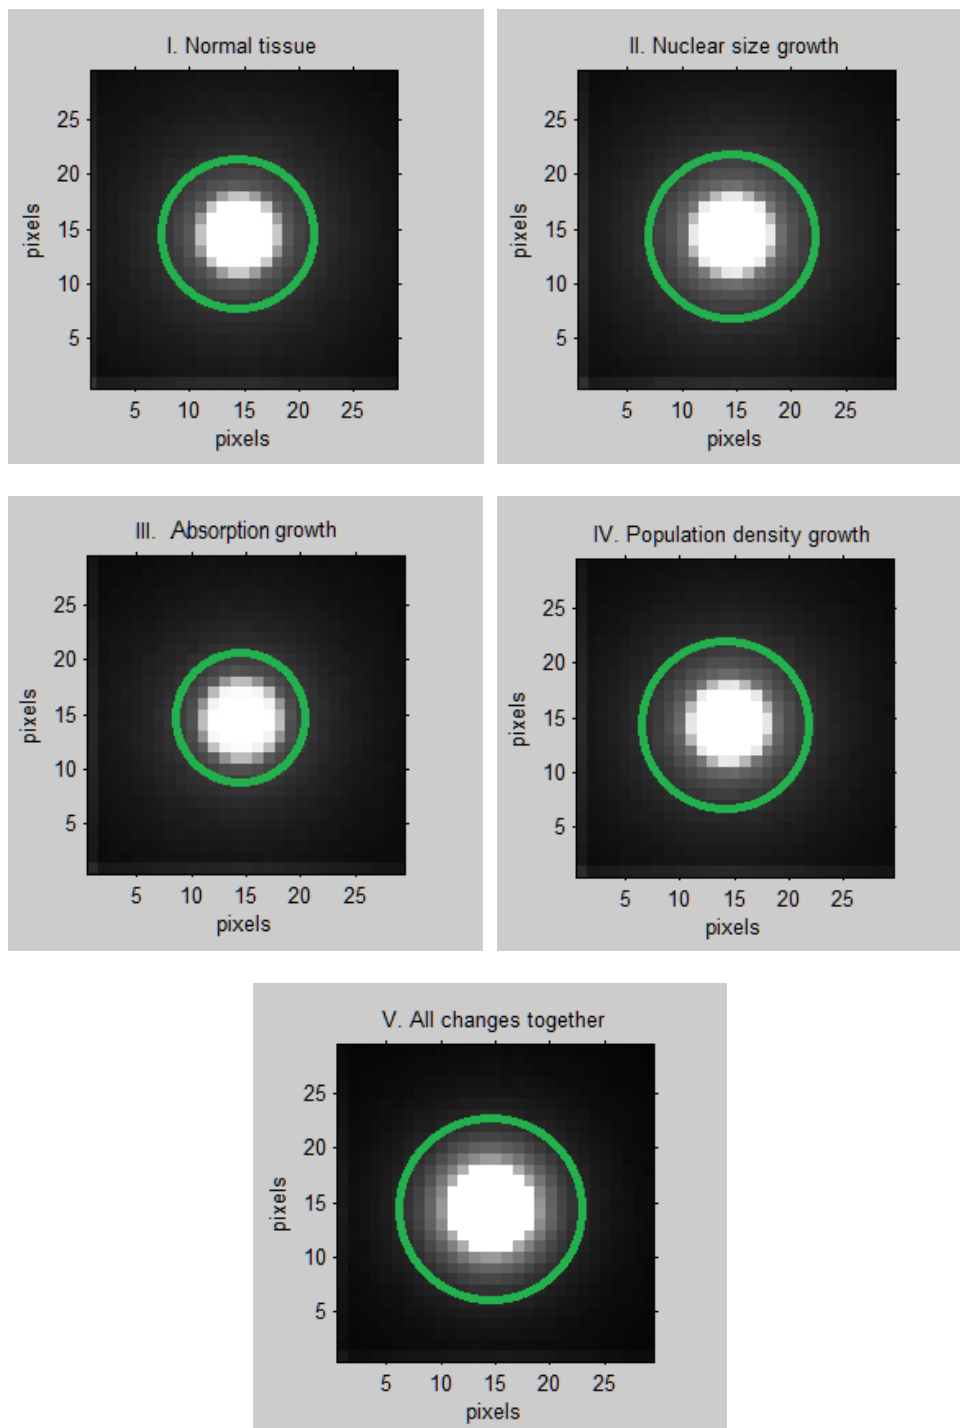 I. Normal tissue
25
20
15
10
5
pixels
5 10 15 20 25
pixels
II. Nuclear size growth
25
20
15
10
5
pixels
5 10 15 20 25
pixels
III. Absorption growth
25
20
15
10
5
pixels
5 10 15 20 25
pixels
IV. Population density growth
25
20
15
10
5
pixels
5 10 15 20 25
pixels
V. All changes together
25
20
15
10
5
pixels
5 10 15 20 25
pixels